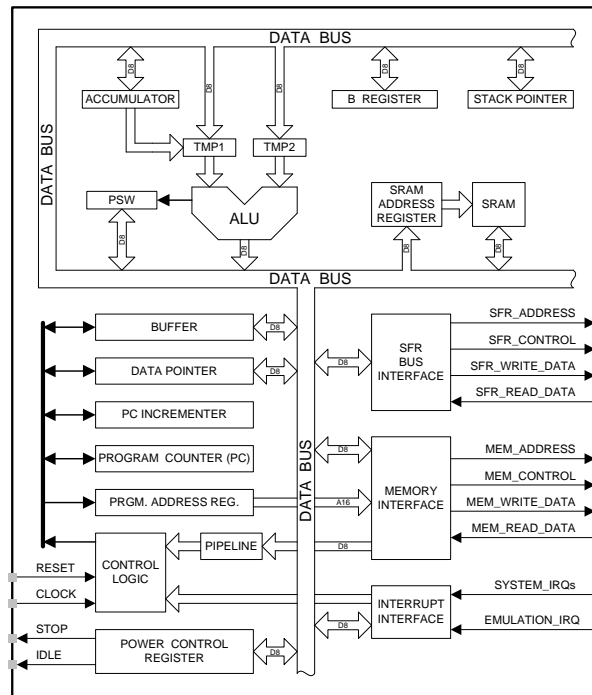 DATA BUS
D8
D8
D8
D8
D8
ACCUMULATOR
B REGISTER
STACK POINTER
DATA BUS
TMP1
TMP2
PSW
ALU
SRAM
ADDRESS
REGISTER
SRAM
D8
D8
D8
D8
DATA BUS
BUFFER
D8
DATA POINTER
D8
PC INCREMENTER
PROGRAM COUNTER (PC)
PRGM. ADDRESS REG.
A16
DATA BUS
D8
SFR
BUS
INTERFACE
SFR_ADDRESS
SFR_CONTROL
SFR_WRITE_DATA
SFR_READ_DATA
D8
MEMORY
INTERFACE
MEM_ADDRESS
MEM_CONTROL
MEM_WRITE_DATA
MEM_READ_DATA
CONTROL
LOGIC
PIPELINE
D8
RESET
CLOCK
INTERRUPT
INTERFACE
SYSTEM_IRQs
EMULATION_IRQ
D8
STOP
IDLE
POWER CONTROL
REGISTER
D8